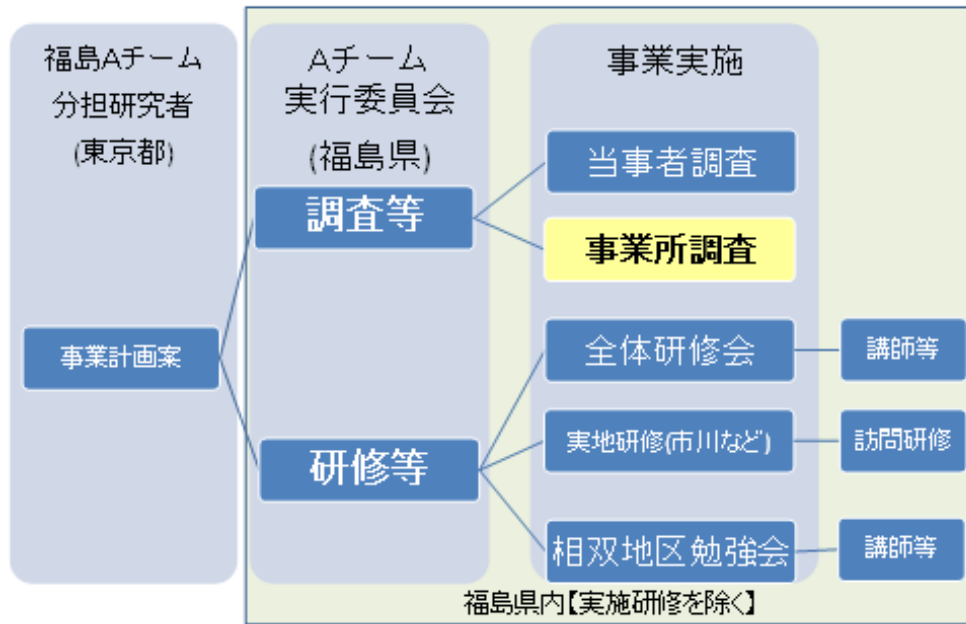 福島Aチーム
分担研究者
(東京都)
事業計画案
Aチーム
実行委員会
(福島県)
調査等
研修等
事業実施
当事者調査
事業所調査
全体研修会
講師等
実地研修(市川など)
訪問研修
相双地区勉強会
講師等
福島県内【実施研修を除く】